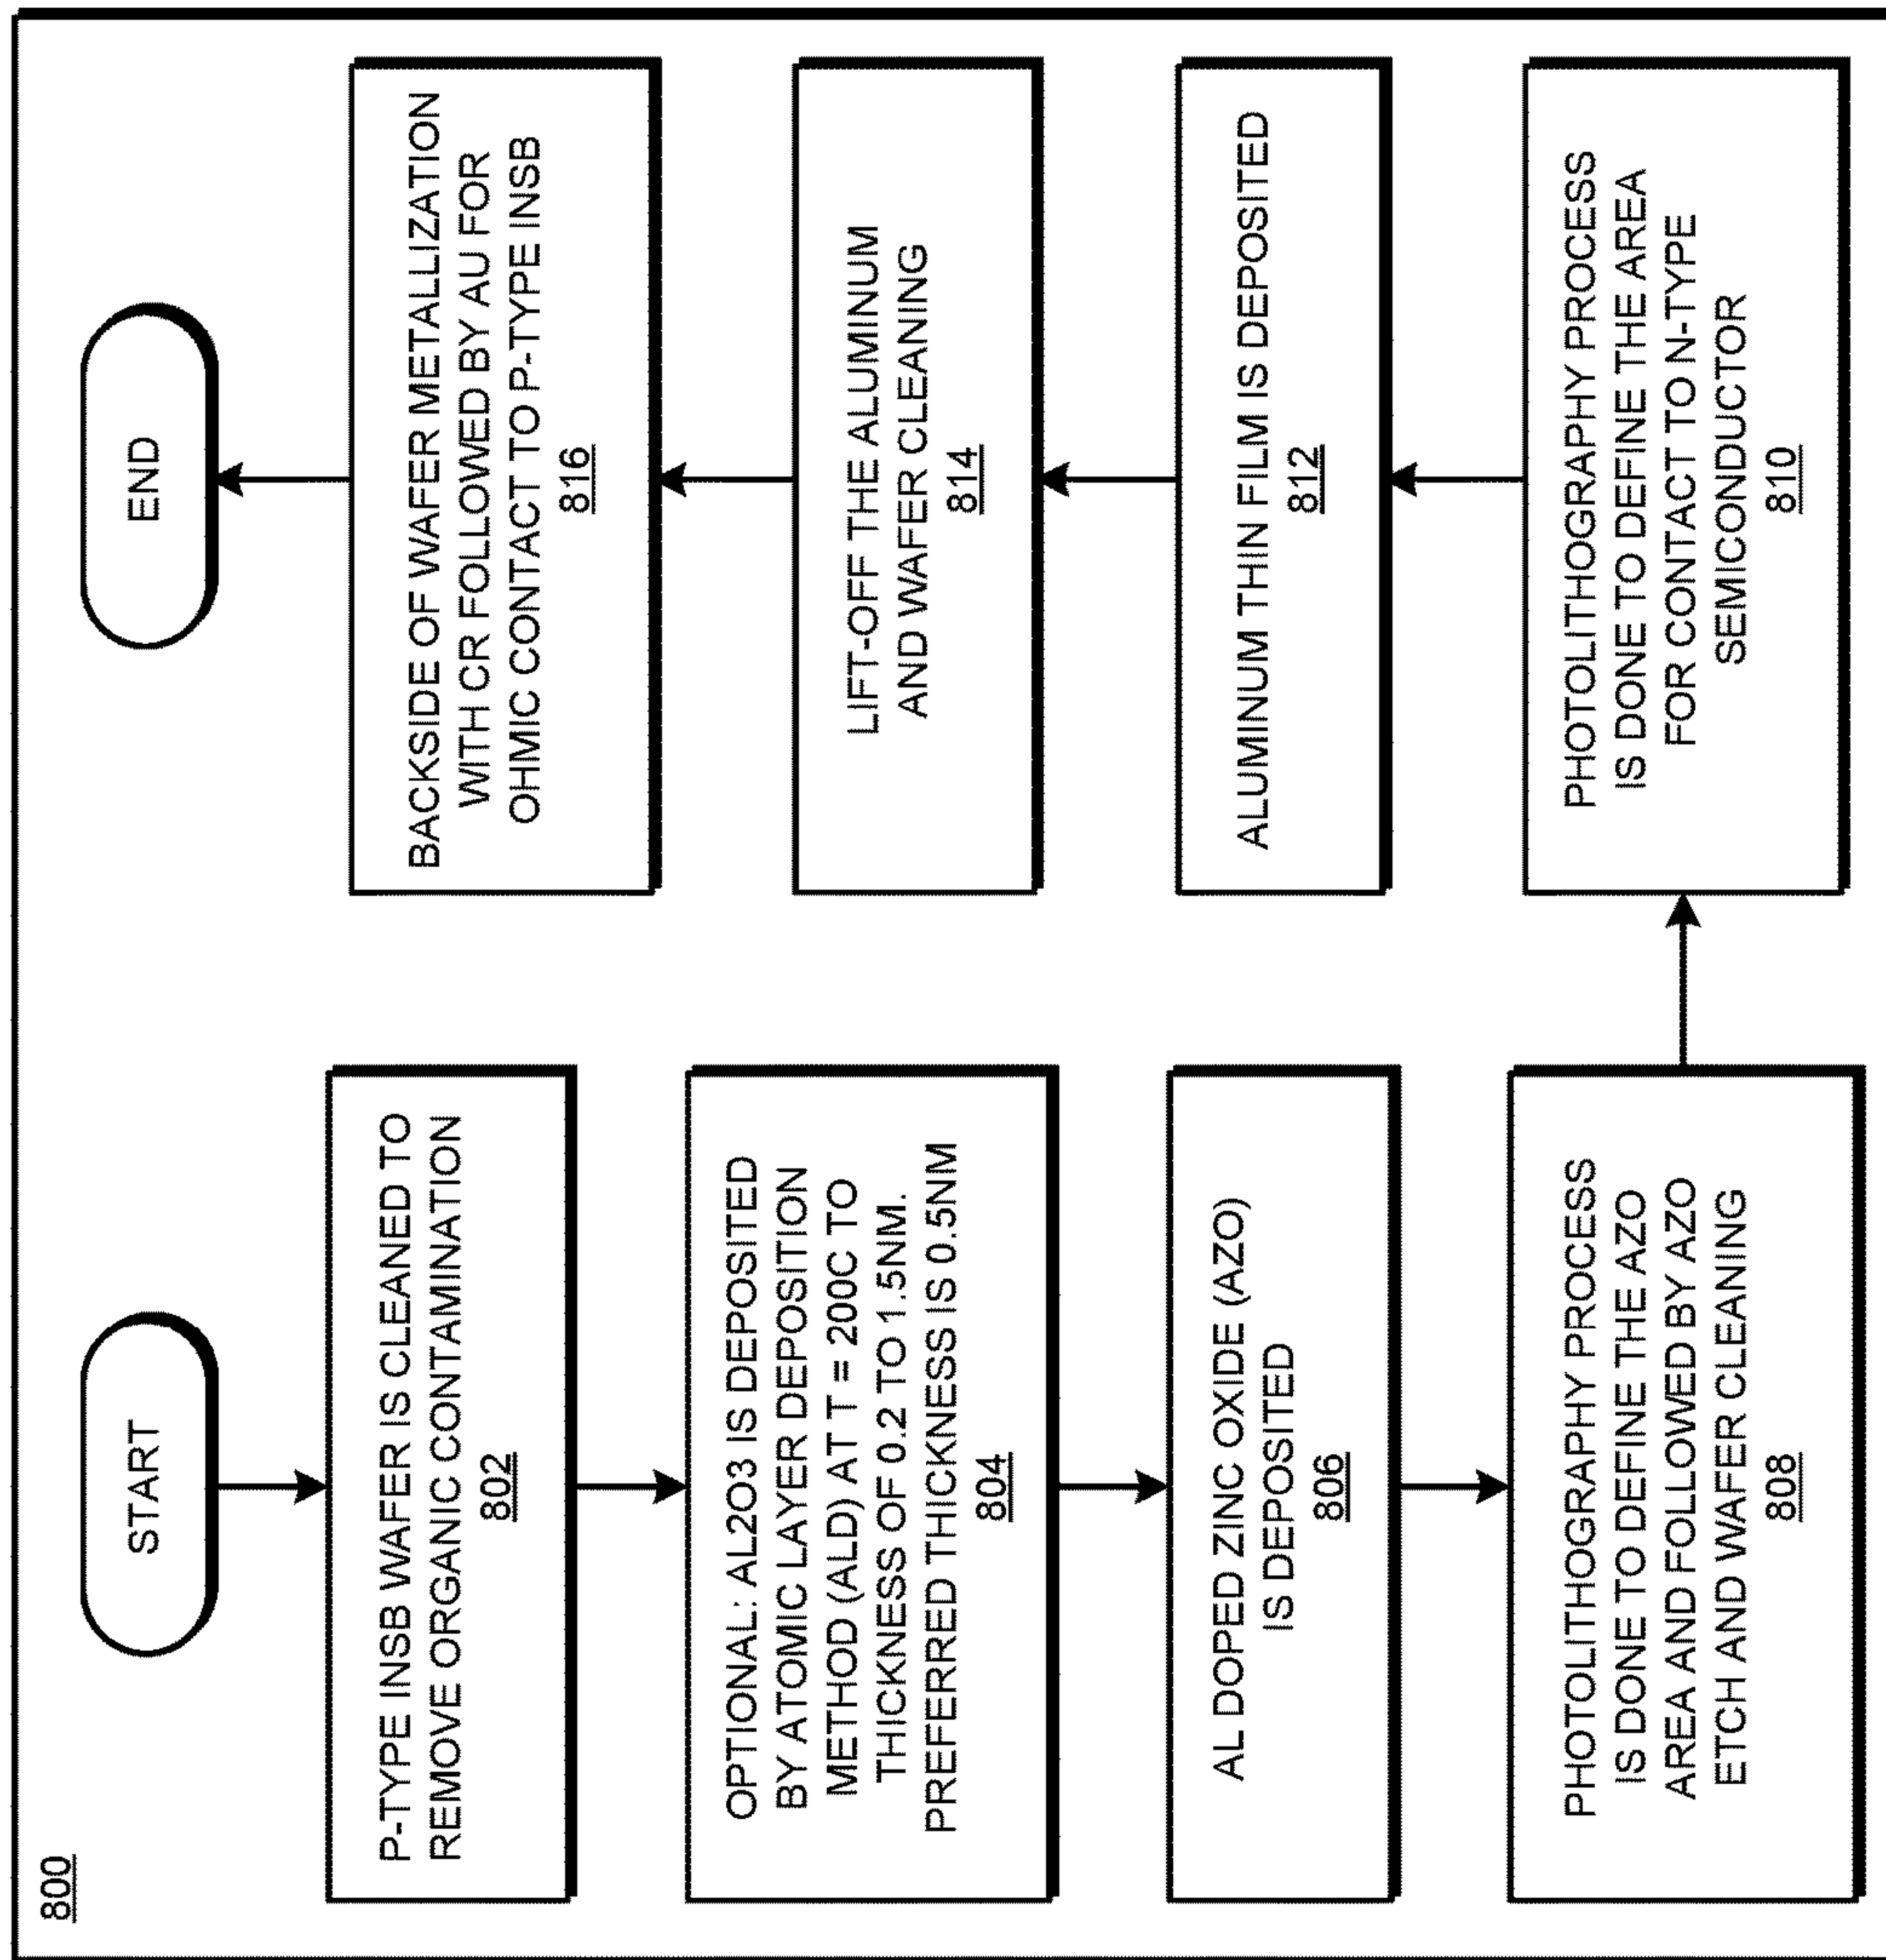 800
START
P-TYPE INSB WAFER IS CLEANED TO
REMOVE ORGANIC CONTAMINATION
802
OPTIONAL: AL2O3 IS DEPOSITED
BY ATOMIC LAYER DEPOSITION
METHOD (ALD) AT T = 200C TO
THICKNESS OF 0.2 TO 1.5NM.
PREFERRED THICKNESS IS 0.5NM
804
AL DOPED ZINC OXIDE (AZO)
IS DEPOSITED
806
PHOTOLITHOGRAPHY PROCESS
IS DONE TO DEFINE THE AZO
AREA AND FOLLOWED BY AZO
ETCH AND WAFER CLEANING
808
PHOTOLITHOGRAPHY PROCESS
IS DONE TO DEFINE THE AREA
FOR CONTACT TO N-TYPE
SEMICONDUCTOR
810
ALUMINUM THIN FILM IS DEPOSITED
812
LIFT-OFF THE ALUMINUM
AND WAFER CLEANING
814
BACKSIDE OF WAFER METALLIZATION
WITH CR FOLLOWED BY AU FOR
OHMIC CONTACT TO P-TYPE INSB
816
END